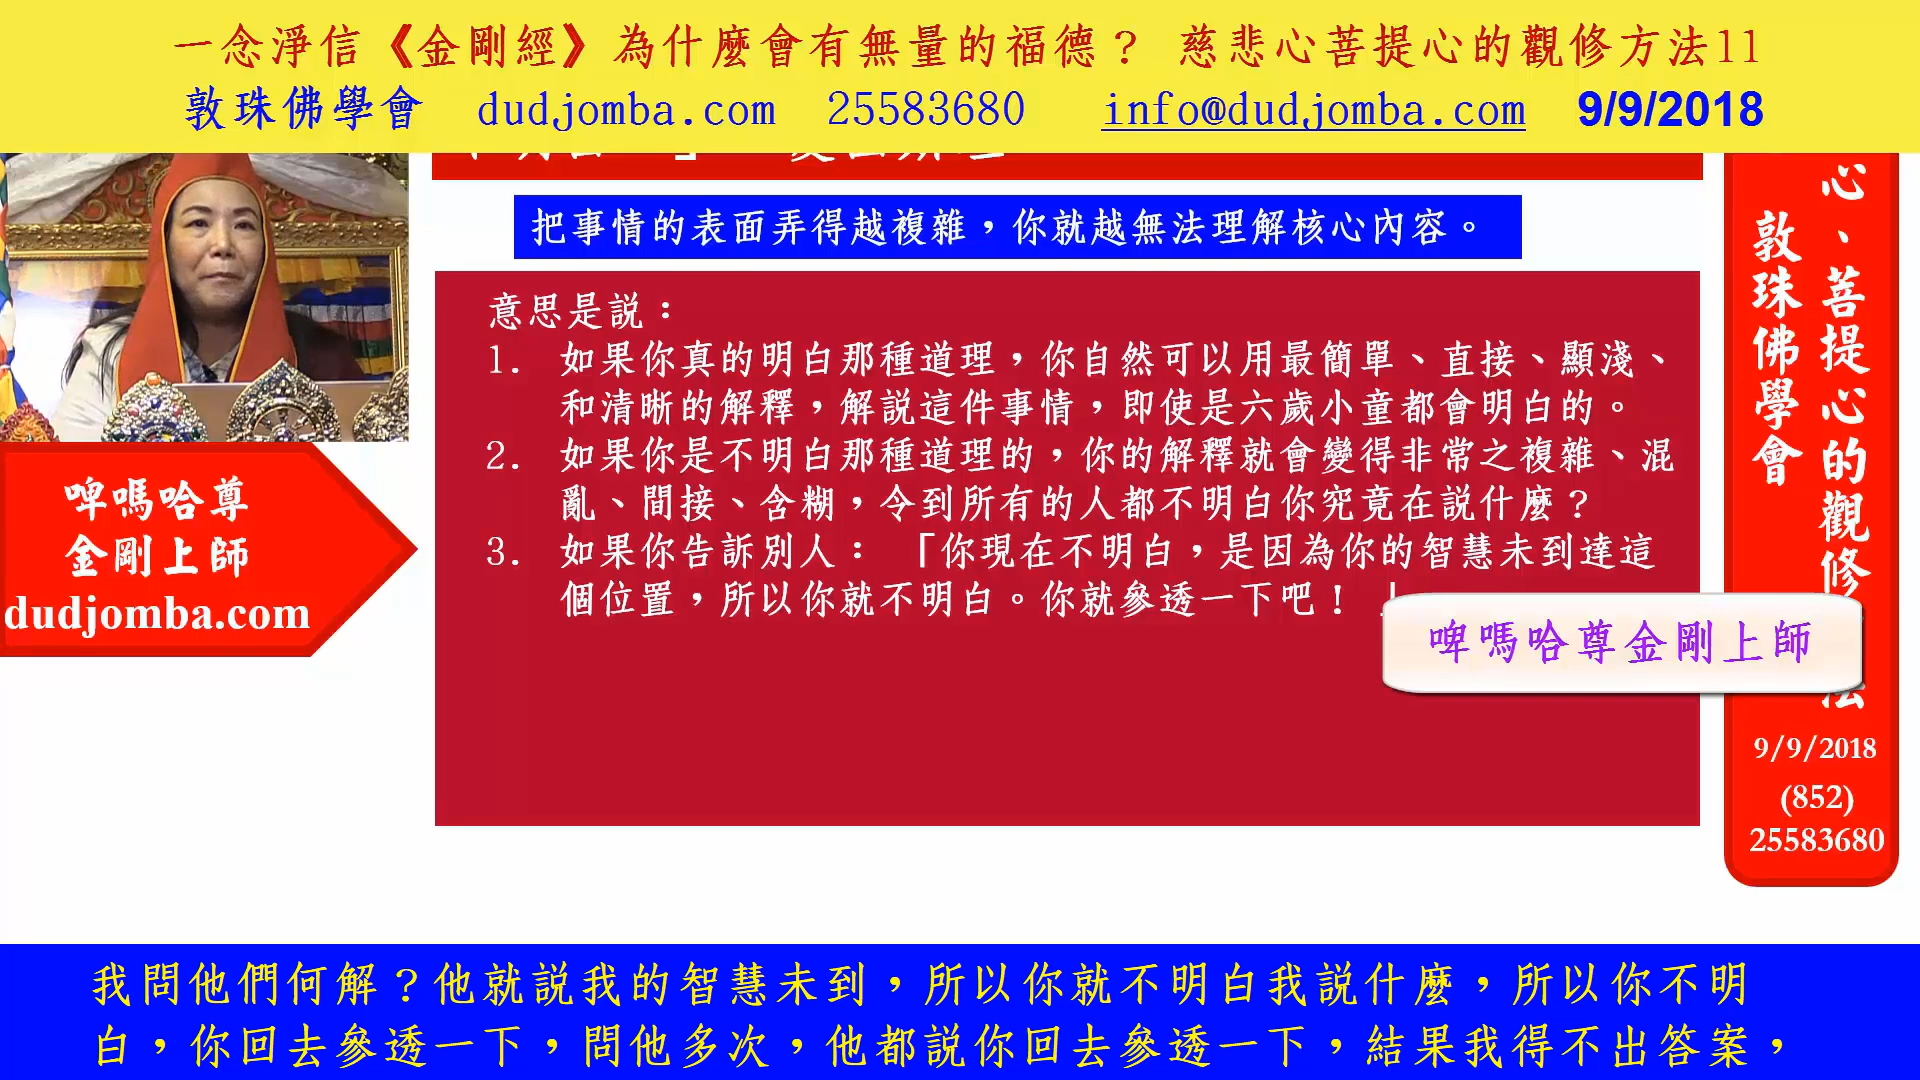 一念淨信《金剛經》為什麼會有無量的福德？ 慈悲心菩提心的觀修方法11
敦珠佛學會 dudjomba.com 25583680 info@dudjomba.com 9/9/2018
把事情的表面弄得越複雜，你就越無法理解核心內容。
意思是説：
1. 如果你真的明白那種道理，你自然可以用最簡單、直接、顯淺、
和清晰的解釋，解説這件事情，即使是六歲小童都會明白的。
2. 如果你是不明白那種道理的，你的解釋就會變得非常之複雜、混
亂、間接、含糊，令到所有的人都不明白你究竟在説什麼？
3. 如果你告訴別人： 「你現在不明白，是因為你的智慧未到達這
個位置，所以你就不明白。你就參透一下吧！ 」
啤嗎哈尊
金剛上師
dudjomba.com
啤嗎哈尊金剛上師
心、菩提心的觀修
法
敦珠佛學會
9/9/2018
(852)
25583680
我問他們何解？他就説我的智慧未到，所以你就不明白我説什麼，所以你不明
白，你回去參透一下，問他多次，他都説你回去參透一下，結果我得不出答案，